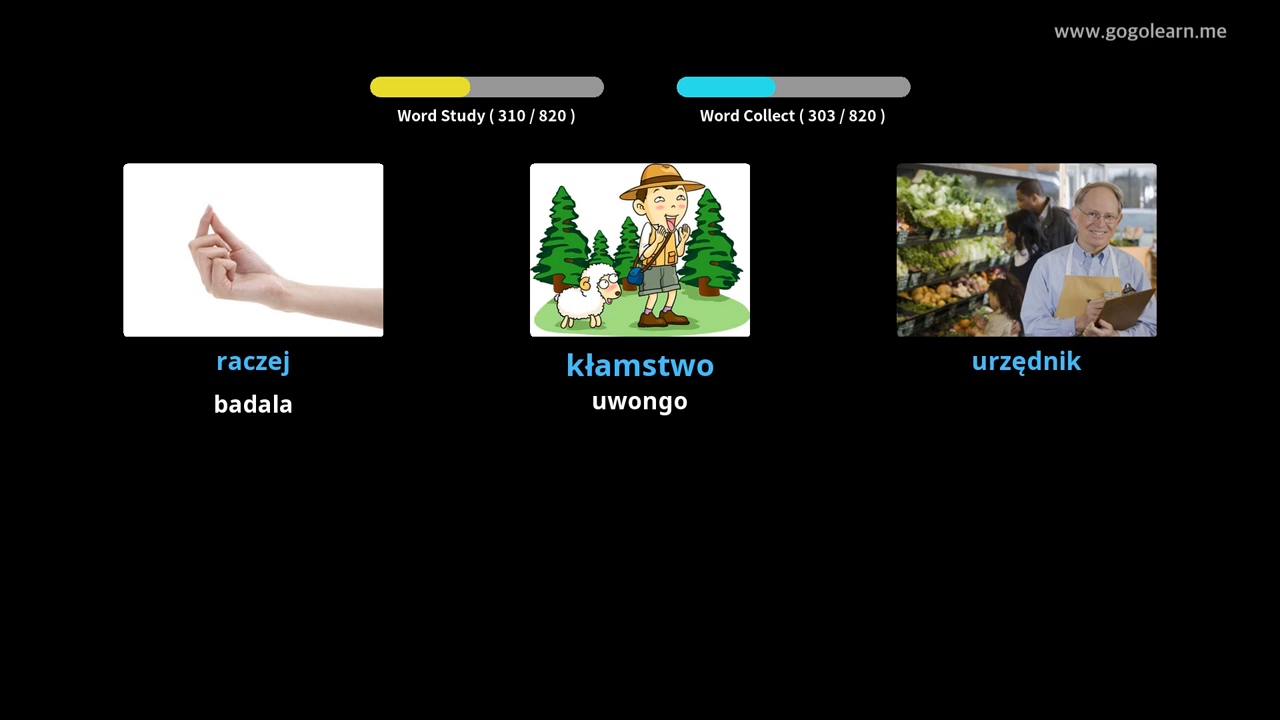 www.gogolearn.me
Word Study ( 310 / 820 )
Word Collect ( 303 / 820 )
raczej
badala
kłamstwo
uwongo
urzędnik